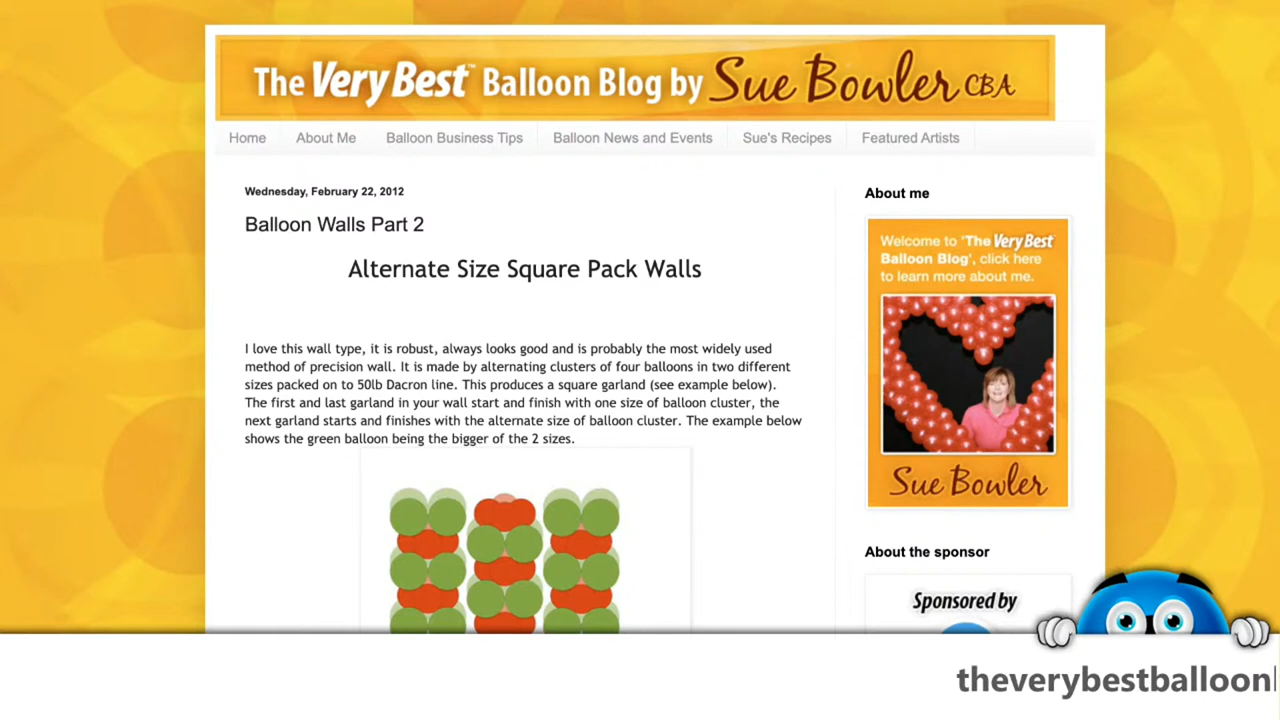 The Very Best™ Balloon Blog by Sue Bowler CBA
Home About Me Balloon Business Tips Balloon News and Events Sue's Recipes Featured Artists
Wednesday, February 22, 2012
Balloon Walls Part 2
Alternate Size Square Pack Walls
I love this wall type, it is robust, always looks good and is probably the most widely used
method of precision wall. It is made by alternating clusters of four balloons in two different
sizes packed on to 50lb Dacron line. This produces a square garland (see example below).
The first and last garland in your wall start and finish with one size of balloon cluster, the
next garland starts and finishes with the alternate size of balloon cluster. The example below
shows the green balloon being the bigger of the 2 sizes.
About me
Welcome to 'The Very Best
Balloon Blog', click here
to learn more about me.
Sue Bowler
About the sponsor
Sponsored by
theverybestballoon